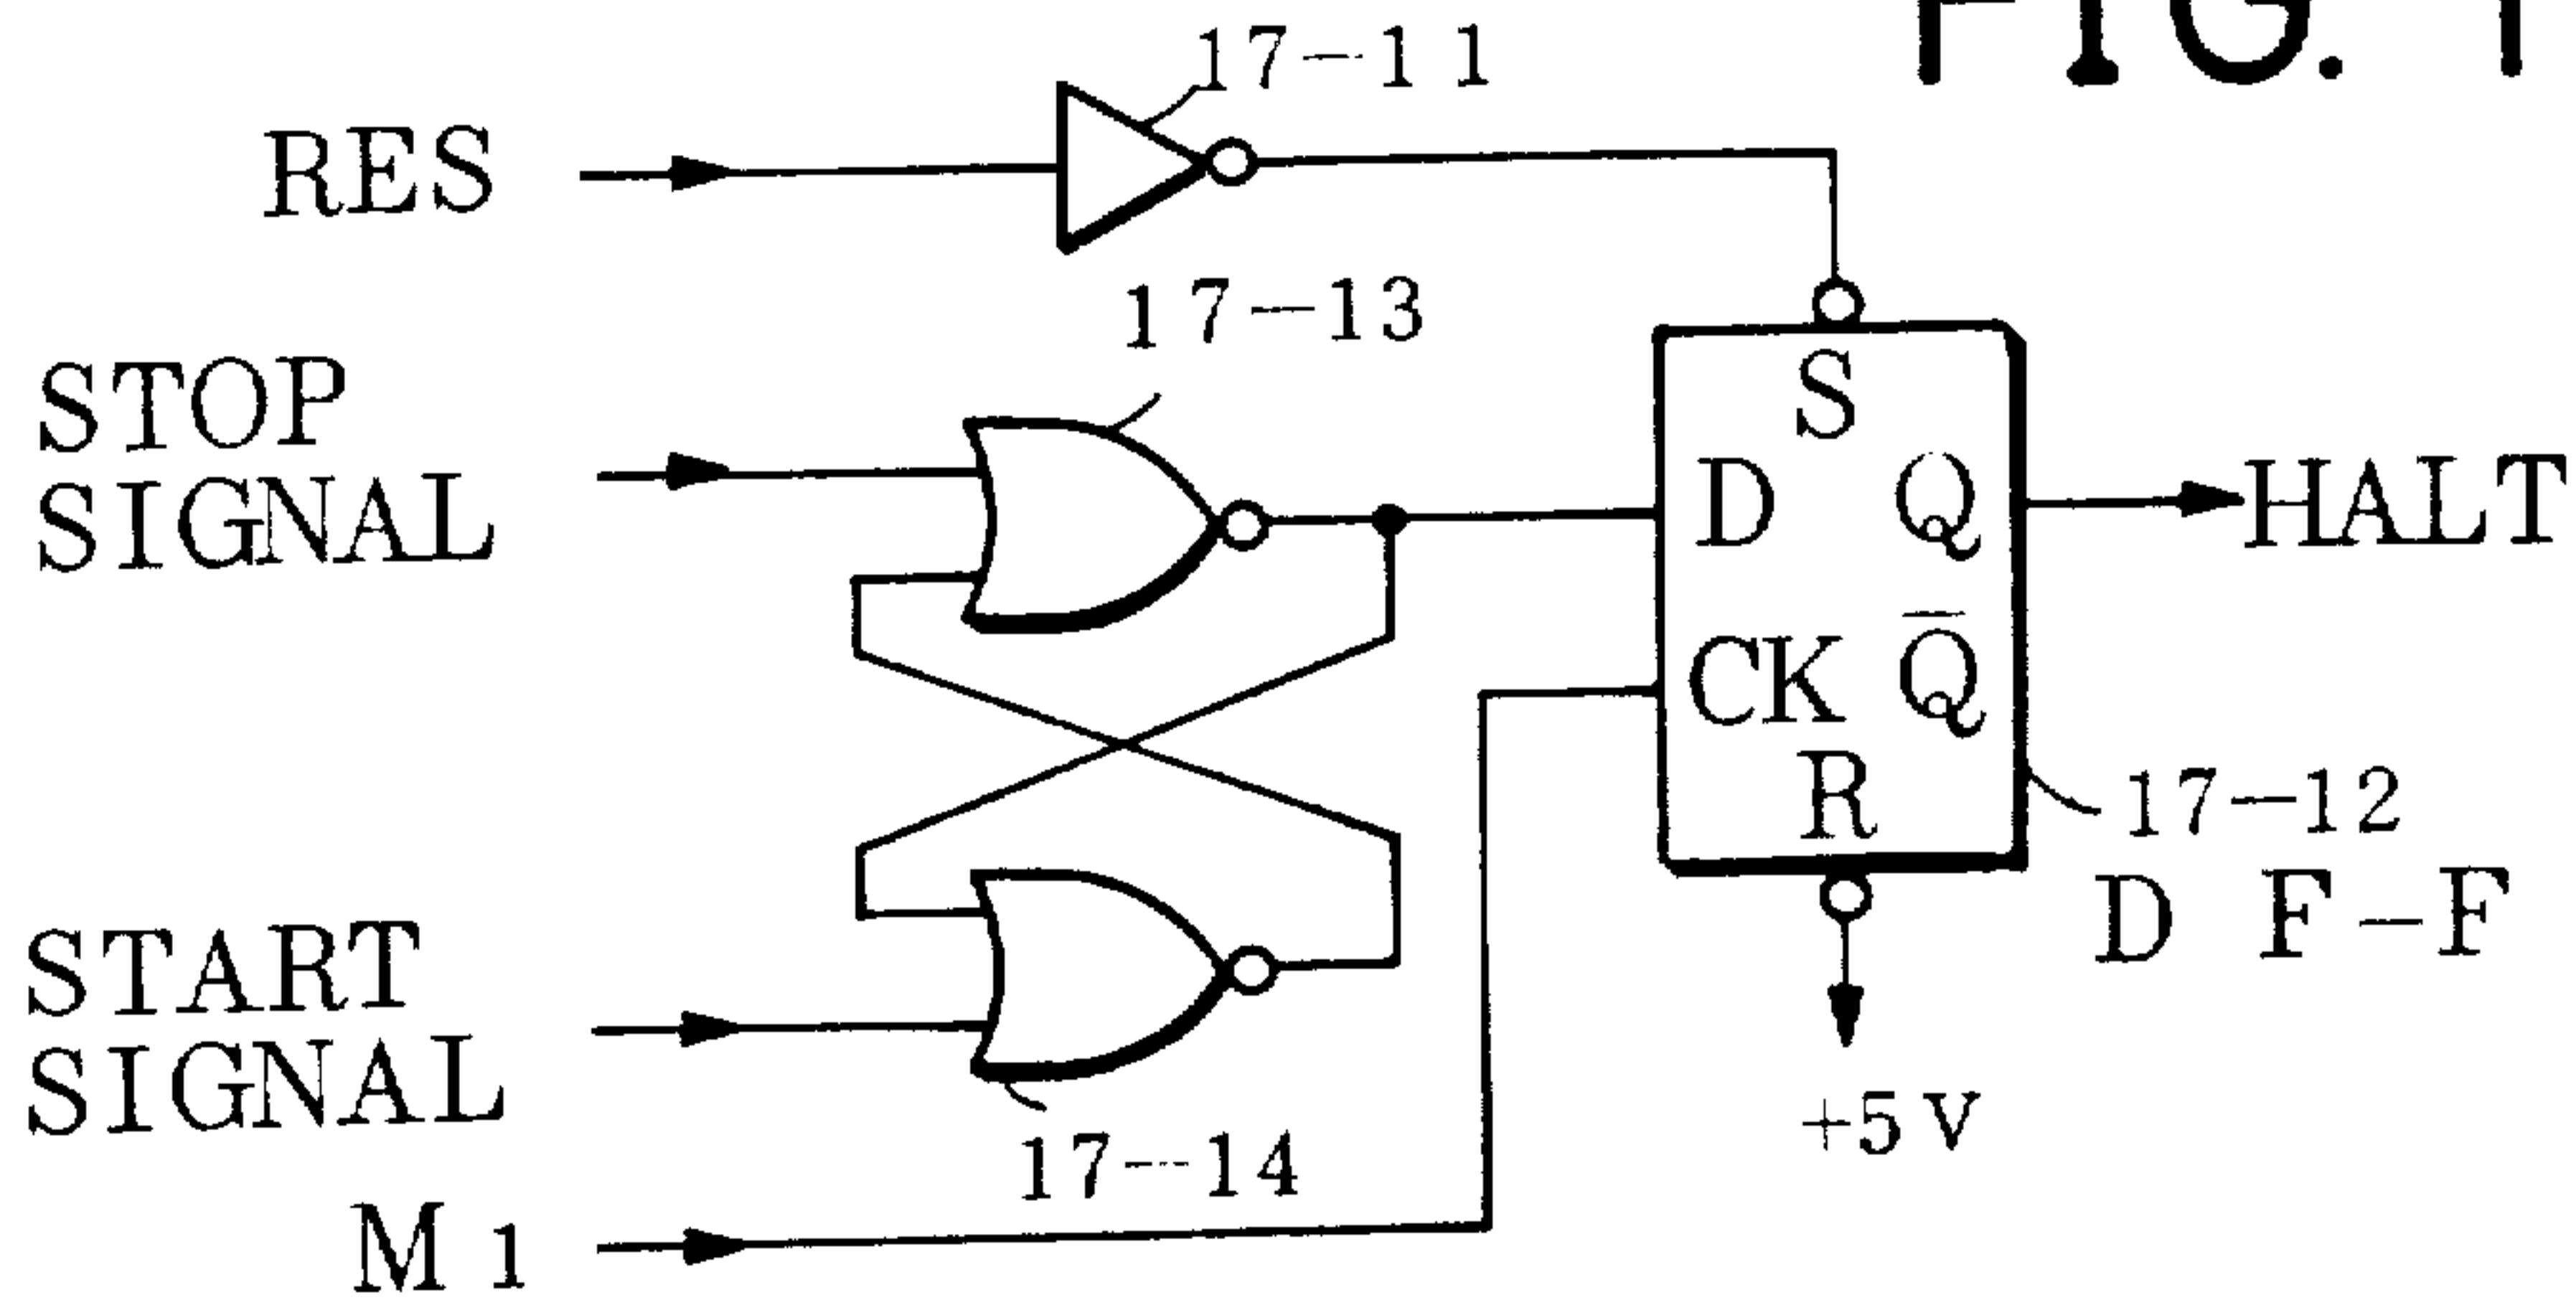 FIG. 1
17-11
RES
17-13
STOP
SIGNAL
S
D Q
HALT
CK Q̅
R
17-12
D F-F
START
SIGNAL
+5V
17-14
M1